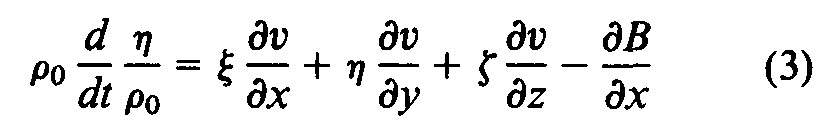 ρ₀ d/dt η/ρ₀ = ξ ∂v/∂x + η ∂v/∂y + ζ ∂v/∂z − ∂B/∂x (3)